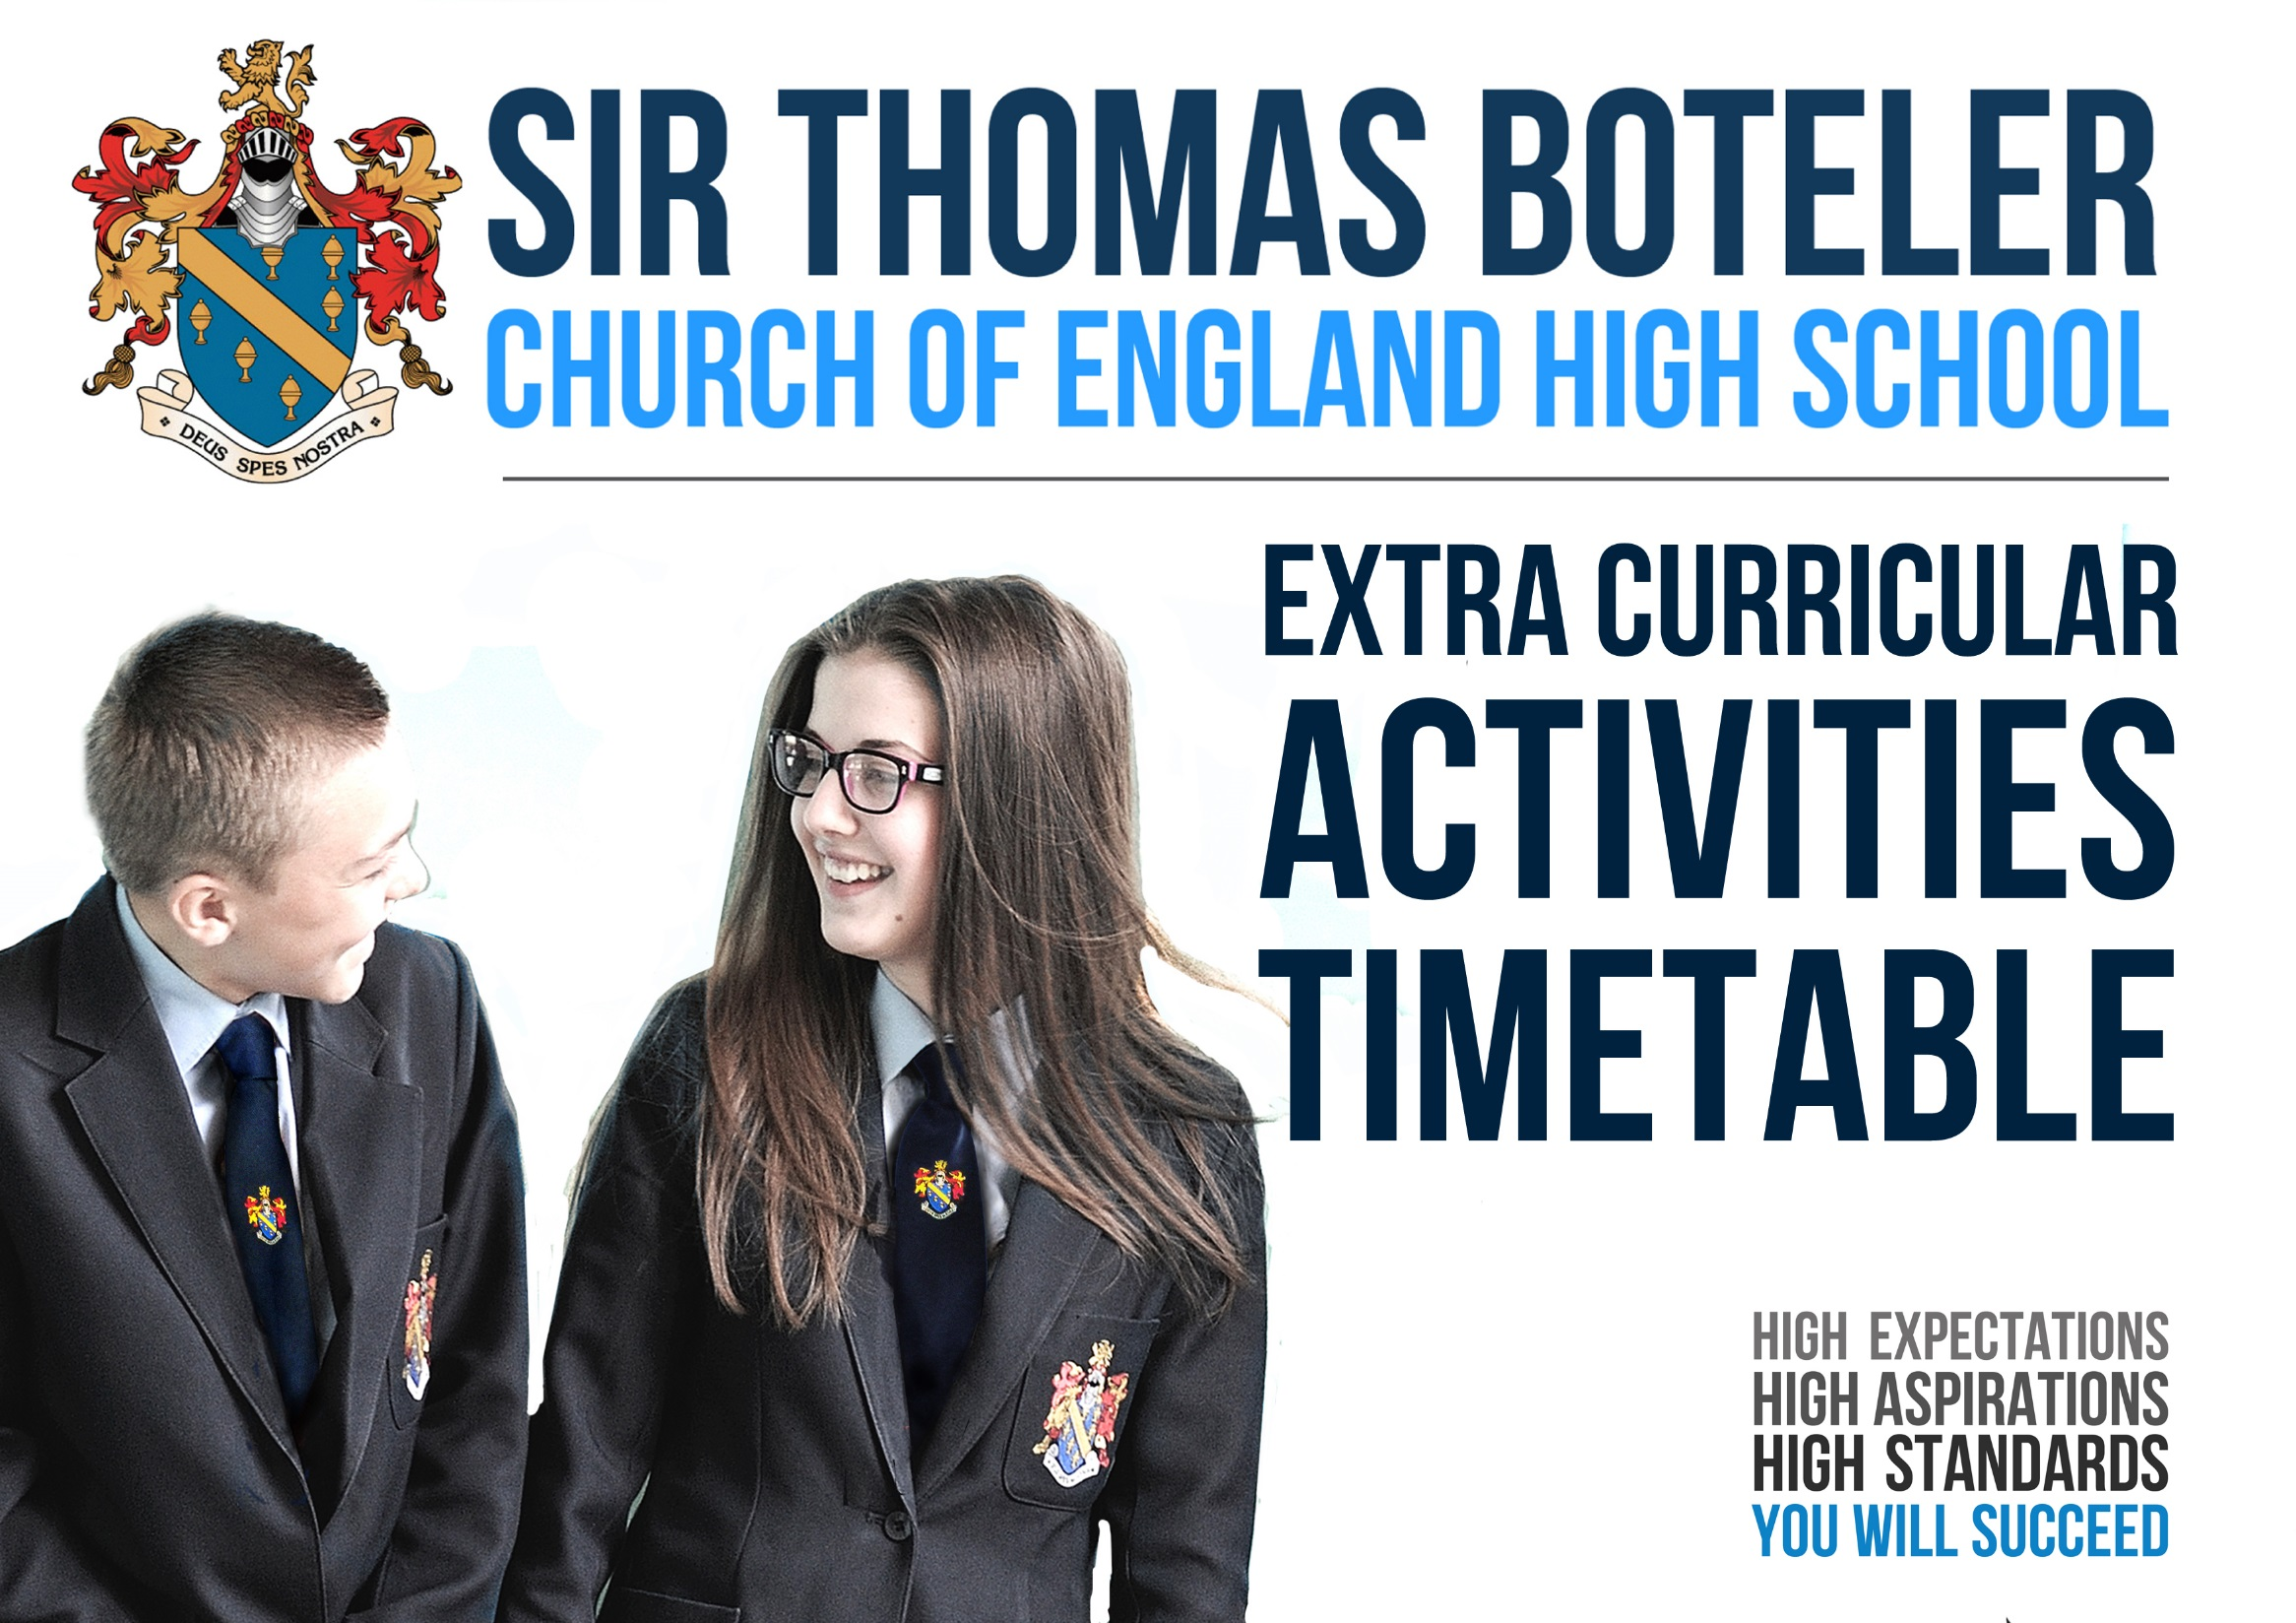 SIR THOMAS BOTELER
CHURCH OF ENGLAND HIGH SCHOOL
DEUS SPES NOSTRA
EXTRA CURRICULAR
ACTIVITIES
TIMETABLE
HIGH EXPECTATIONS
HIGH ASPIRATIONS
HIGH STANDARDS
YOU WILL SUCCEED